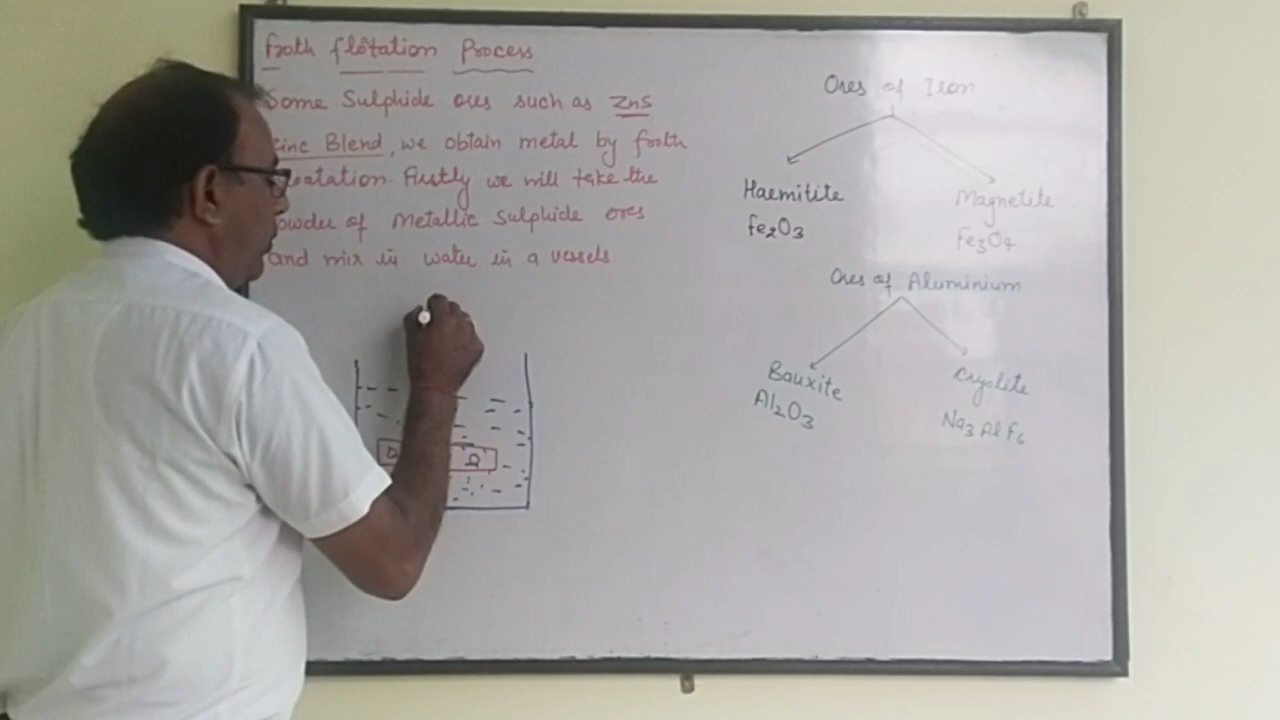 Froth flotation Process
Some Sulphide ores such as ZnS
Zinc Blend, we obtain metal by froth
floatation. Firstly we will take the
powder of Metallic Sulphide ores
and mix in water in a vessels
Ores of Iron
Haemitite
Magnetite
Fe₂O₃
Fe₃O₄
Ores of Aluminium
Bauxite
Cryolite
Al₂O₃
Na₃AlF₆